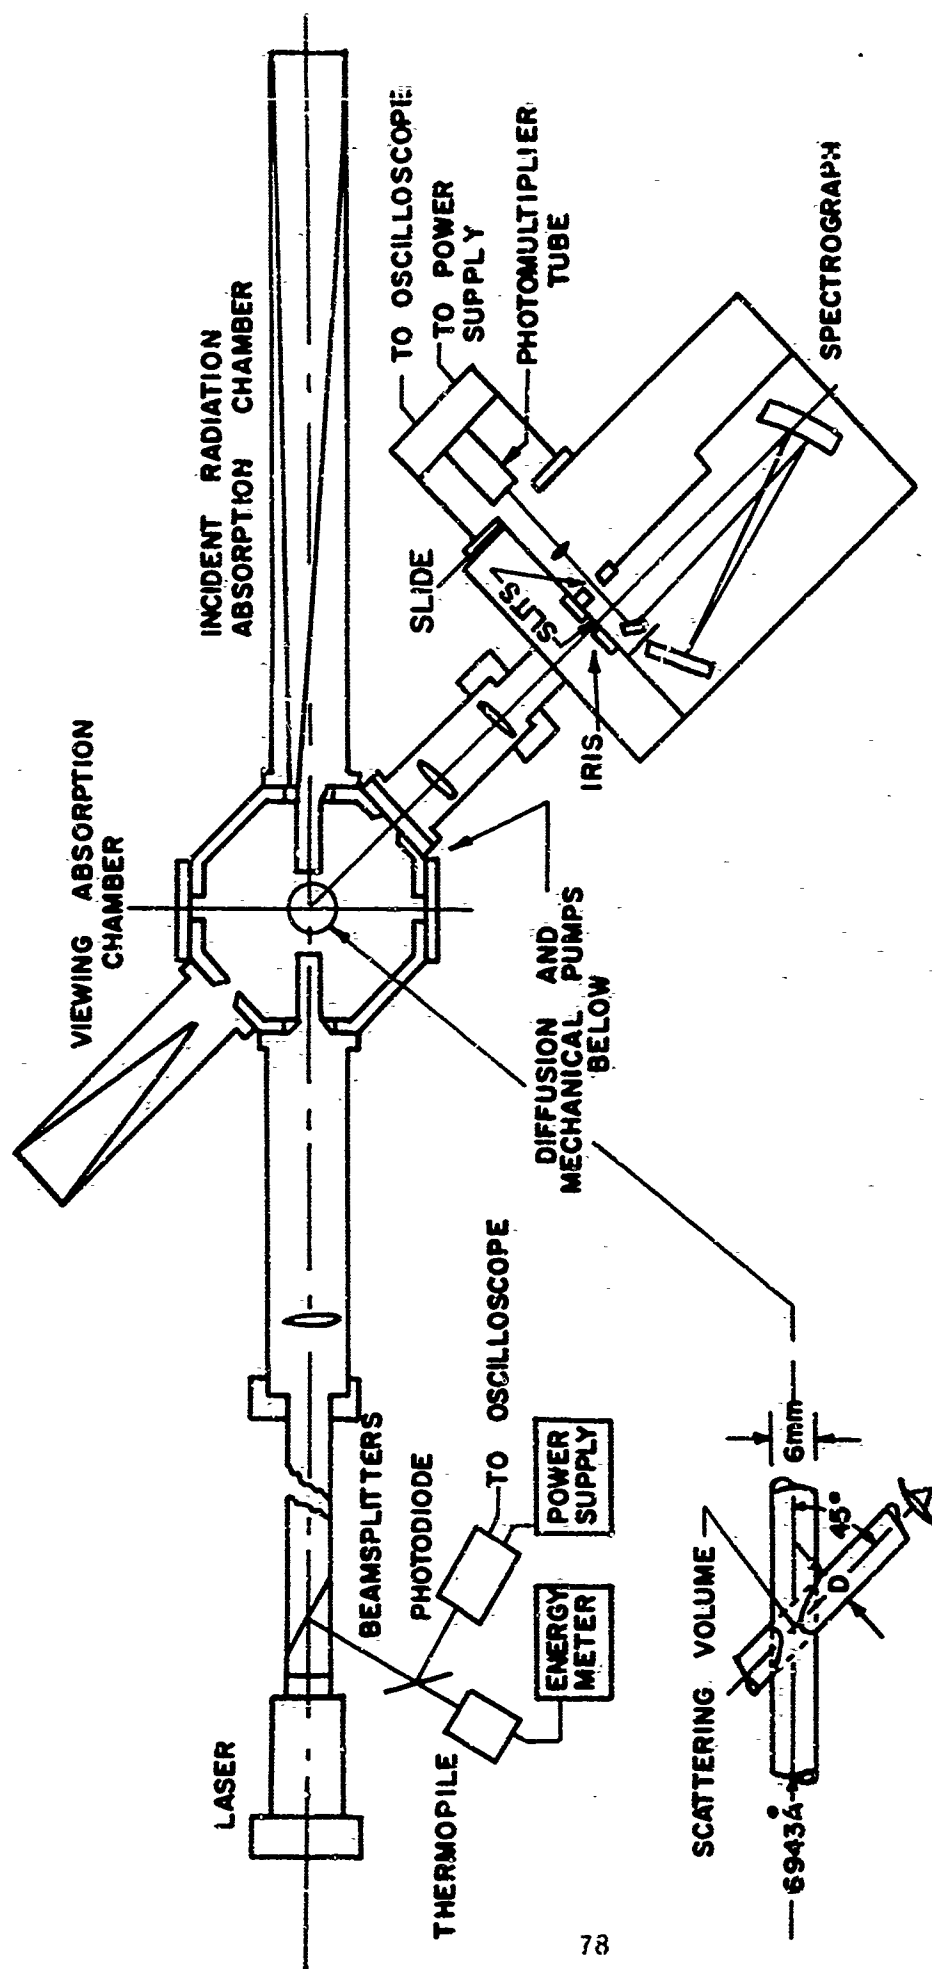 LASER
THERMOPILE
ENERGY
METER
POWER
SUPPLY
PHOTODIODE
BEAMSPLITTERS
TO OSCILLOSCOPE
VIEWING ABSORPTION
CHAMBER
INCIDENT RADIATION
ABSORPTION CHAMBER
DIFFUSION AND
MECHANICAL PUMPS
BELOW
IRIS
SLITS
SLIDE
TO OSCILLOSCOPE
TO POWER
SUPPLY
PHOTOMULTIPLIER
TUBE
SPECTROGRAPH
SCATTERING VOLUME
6943Å
D
45°
6mm
78